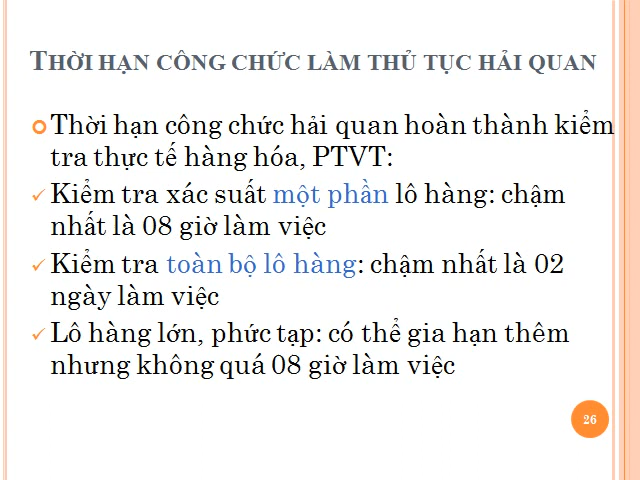 THỜI HẠN CÔNG CHỨC LÀM THỦ TỤC HẢI QUAN
Thời hạn công chức hải quan hoàn thành kiểm
tra thực tế hàng hóa, PTVT:
Kiểm tra xác suất một phần lô hàng: chậm
nhất là 08 giờ làm việc
Kiểm tra toàn bộ lô hàng: chậm nhất là 02
ngày làm việc
Lô hàng lớn, phức tạp: có thể gia hạn thêm
nhưng không quá 08 giờ làm việc
26